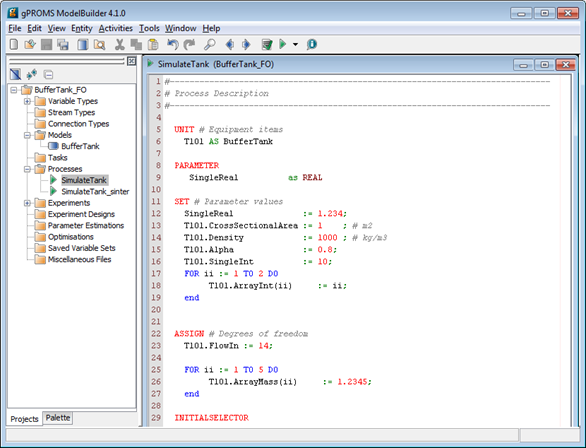 gPROMS ModelBuilder 4.1.0
File Edit View Entity Activities Tools Window Help
BufferTank_FO
Variable Types
Stream Types
Connection Types
Models
BufferTank
Tasks
Processes
SimulateTank
SimulateTank_sinter
Experiments
Experiment Designs
Parameter Estimations
Optimisations
Saved Variable Sets
Miscellaneous Files
Projects Palette
SimulateTank (BufferTank_FO)
1 #----------------------------------------------------------------------
2 # Process Description
3 #----------------------------------------------------------------------
4
5 UNIT # Equipment items
6 T101 AS BufferTank
7
8 PARAMETER
9 SingleReal as REAL
10
11 SET # Parameter values
12 SingleReal := 1.234;
13 T101.CrossSectionalArea := 1 ; # m2
14 T101.Density := 1000 ; # kg/m3
15 T101.Alpha := 0.8;
16 T101.SingleInt := 10;
17 FOR ii := 1 TO 2 DO
18 T101.ArrayInt(ii) := ii;
19 end
20
21
22 ASSIGN # Degrees of freedom
23 T101.FlowIn := 14;
24
25 FOR ii := 1 TO 5 DO
26 T101.ArrayMass(ii) := 1.2345;
27 end
28
29 INITIALSELECTOR